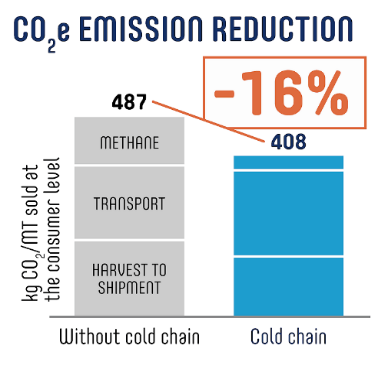 CO₂e EMISSION REDUCTION
-16%
487
408
METHANE
TRANSPORT
HARVEST TO
SHIPMENT
kg CO₂/MT sold at
the consumer level
Without cold chain
Cold chain